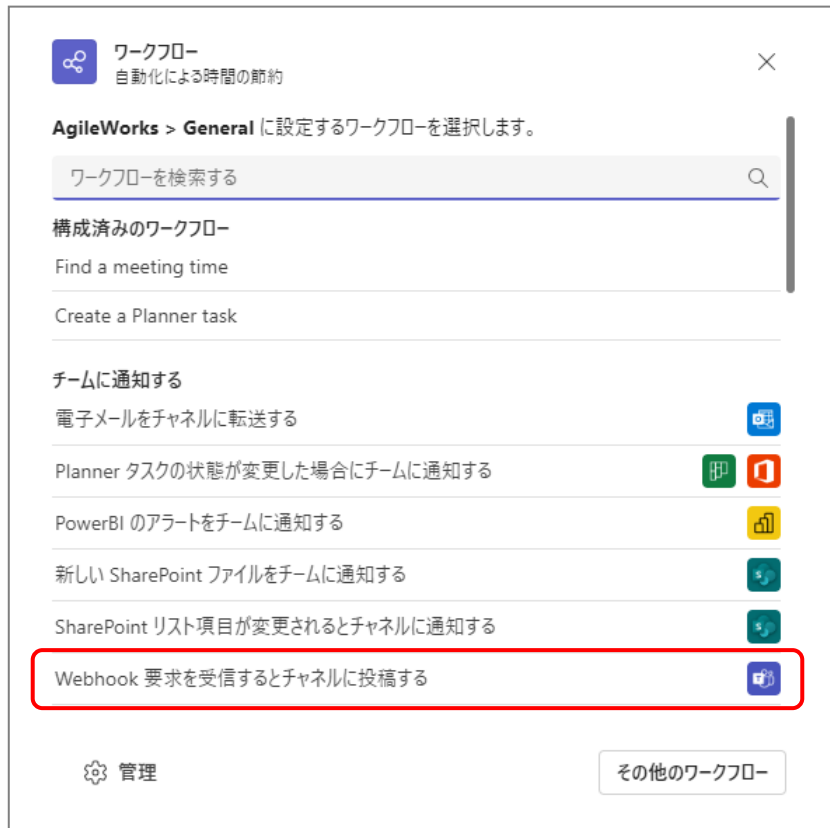 ワークフロー
自動化による時間の節約
AgileWorks > General に設定するワークフローを選択します。
ワークフローを検索する
構成済みのワークフロー
Find a meeting time
Create a Planner task
チームに通知する
電子メールをチャネルに転送する
Planner タスクの状態が変更した場合にチームに通知する
PowerBI のアラートをチームに通知する
新しい SharePoint ファイルをチームに通知する
SharePoint リスト項目が変更されるとチャネルに通知する
Webhook 要求を受信するとチャネルに投稿する
管理
その他のワークフロー